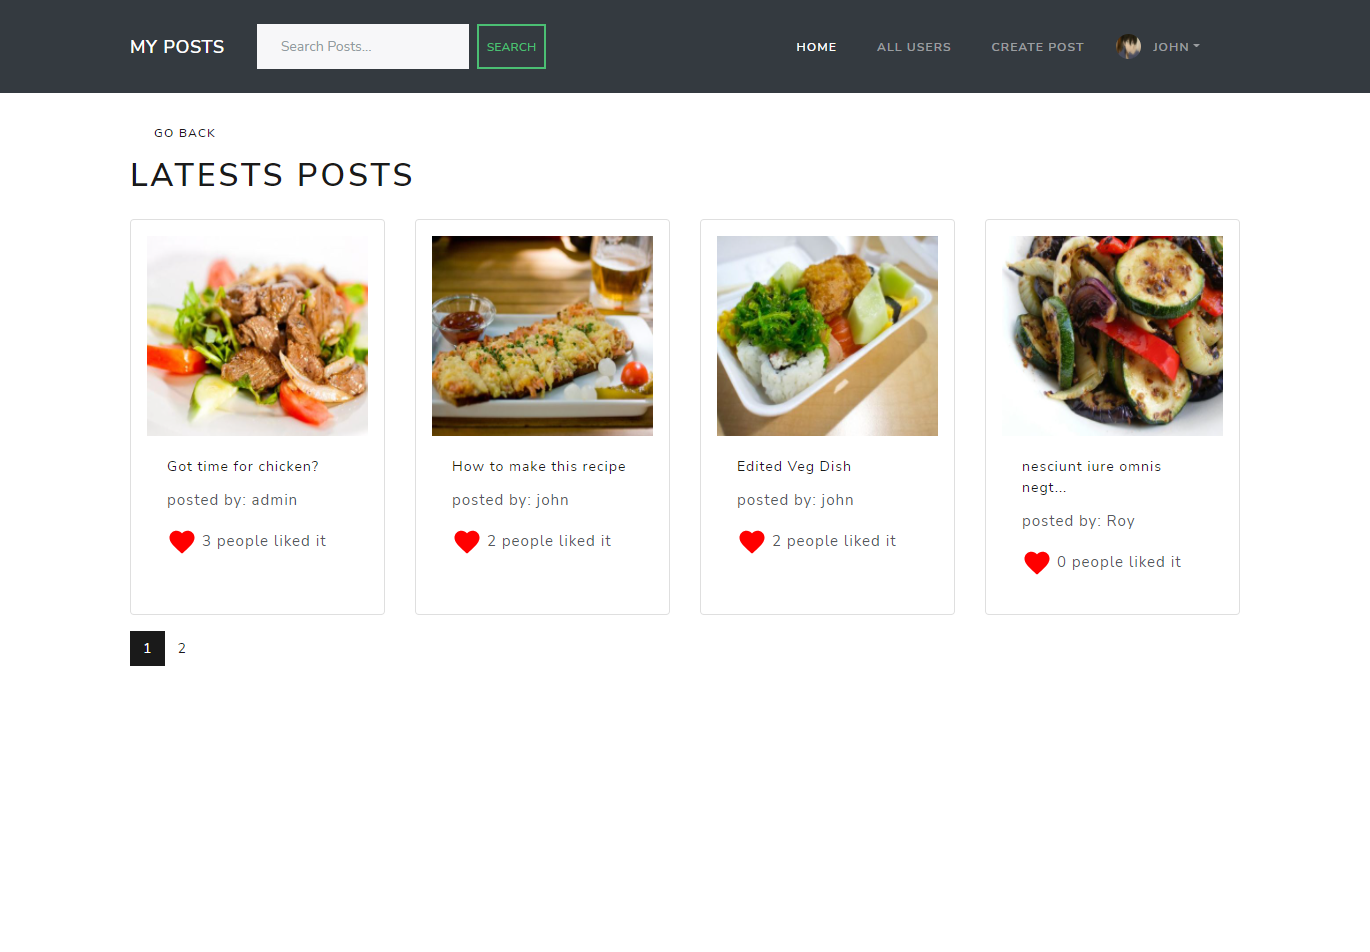 MY POSTS
Search Posts...
SEARCH
HOME
ALL USERS
CREATE POST
JOHN
GO BACK
LATESTS POSTS
Got time for chicken?
posted by: admin
3 people liked it
How to make this recipe
posted by: john
2 people liked it
Edited Veg Dish
posted by: john
2 people liked it
nesciunt iure omnis
negt...
posted by: Roy
0 people liked it
1
2